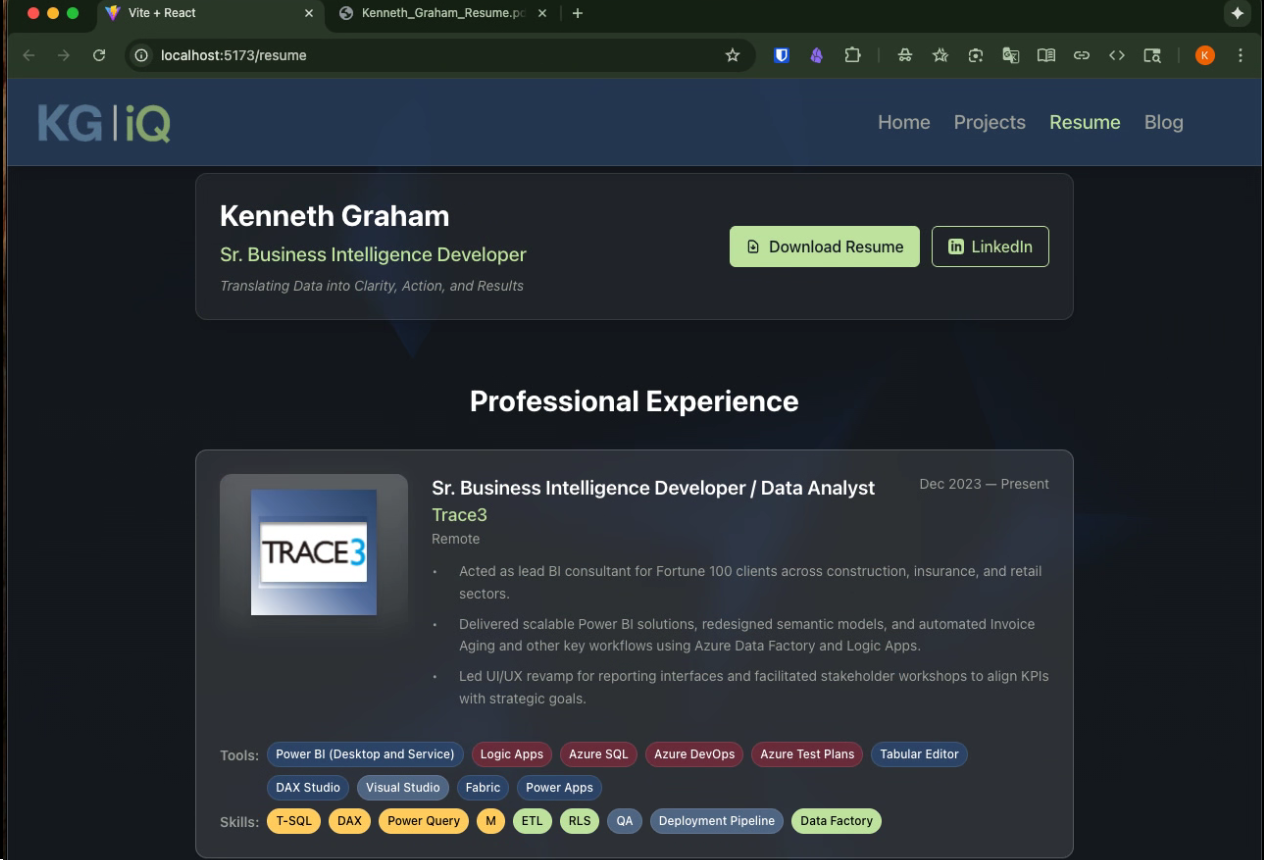 Vite + React
Kenneth_Graham_Resume.pd
localhost:5173/resume
K
KG|iQ
Home Projects Resume Blog
Kenneth Graham
Sr. Business Intelligence Developer
Translating Data into Clarity, Action, and Results
Download Resume
in LinkedIn
Professional Experience
TRACE3
Sr. Business Intelligence Developer / Data Analyst
Dec 2023 — Present
Trace3
Remote
• Acted as lead BI consultant for Fortune 100 clients across construction, insurance, and retail
sectors.
• Delivered scalable Power BI solutions, redesigned semantic models, and automated Invoice
Aging and other key workflows using Azure Data Factory and Logic Apps.
• Led UI/UX revamp for reporting interfaces and facilitated stakeholder workshops to align KPIs
with strategic goals.
Tools: Power BI (Desktop and Service) Logic Apps Azure SQL Azure DevOps Azure Test Plans Tabular Editor
DAX Studio Visual Studio Fabric Power Apps
Skills: T-SQL DAX Power Query M ETL RLS QA Deployment Pipeline Data Factory